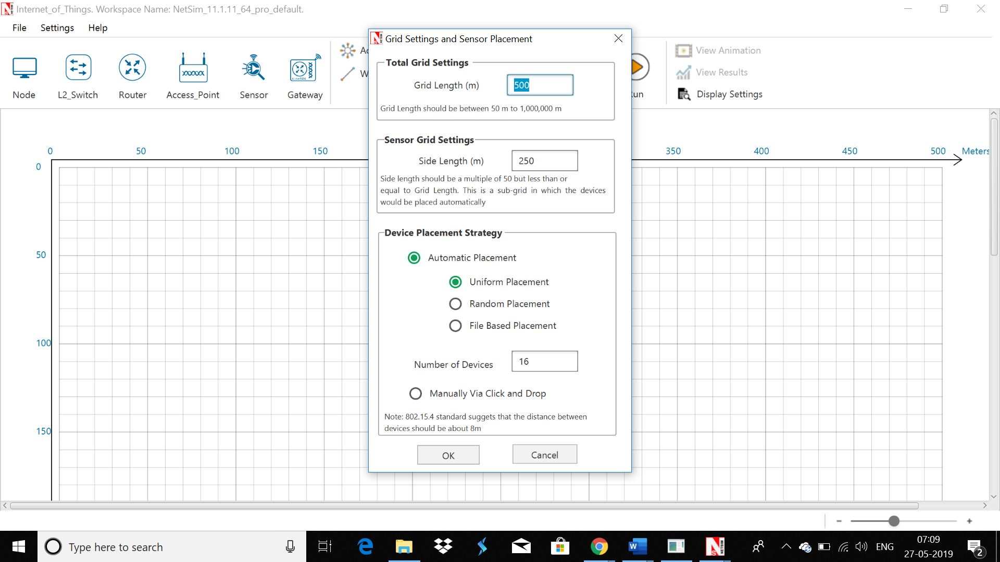 Internet_of_Things. Workspace Name: NetSim_11.1.11_64_pro_default.
File Settings Help
Node
L2_Switch
Router
Access_Point
Sensor
Gateway
View Animation
View Results
Display Settings
Grid Settings and Sensor Placement
Total Grid Settings
Grid Length (m) 500
Grid Length should be between 50 m to 1,000,000 m
Sensor Grid Settings
Side Length (m) 250
Side length should be a multiple of 50 but less than or
equal to Grid Length. This is a sub-grid in which the devices
would be placed automatically
Device Placement Strategy
Automatic Placement
Uniform Placement
Random Placement
File Based Placement
Number of Devices 16
Manually Via Click and Drop
Note: 802.15.4 standard suggets that the distance between
devices should be about 8m
OK Cancel
0 50 100 150 350 400 450 500 Meters
0
50
100
150
Type here to search
ENG
07:09
27-05-2019
2